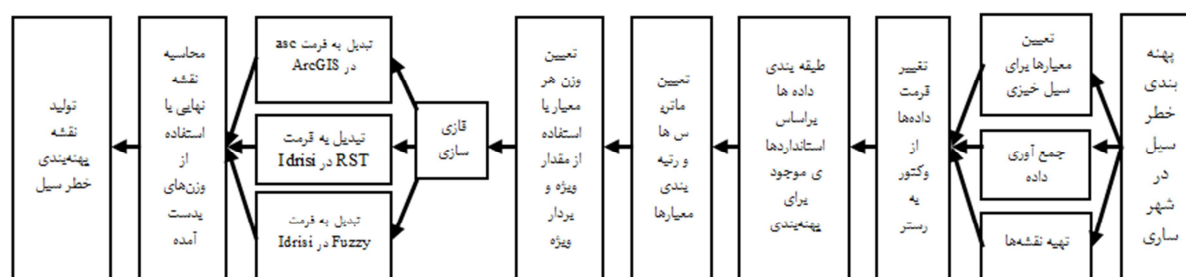 پهنه
بندی
خطر
سیل
در
شهر
ساری
تعیین
معیارها برای
سیل خیزی
جمع آوری
داده
تهیه نقشه‌ها
تغییر
فرمت
داده‌ها
از
وکتور
به
رستر
طبقه بندی
داده ها
براساس
استانداردها
ی موجود
برای
پهنه‌بندی
تعیین
ماتری
س ها
و رتبه
بندی
معیارها
تعیین
وزن هر
معیار با
استفاده
از مقدار
ویژه و
بردار
ویژه
فازی
سازی
تبدیل به فرمت asc
در ArcGIS
تبدیل به فرمت
RST در Idrisi
تبدیل به فرمت
Fuzzy در Idrisi
محاسبه
نقشه
نهایی با
استفاده
از
وزن‌های
بدست
آمده
تولید
نقشه
پهنه‌بندی
خطر سیل